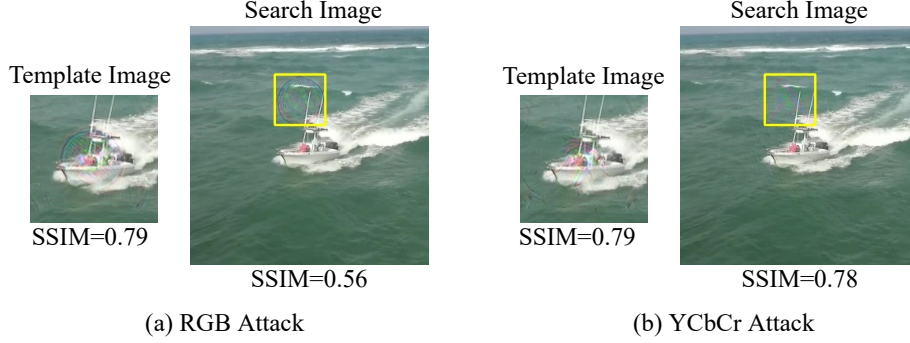 Search Image
Template Image
SSIM=0.79
SSIM=0.56
(a) RGB Attack
Search Image
Template Image
SSIM=0.79
SSIM=0.78
(b) YCbCr Attack